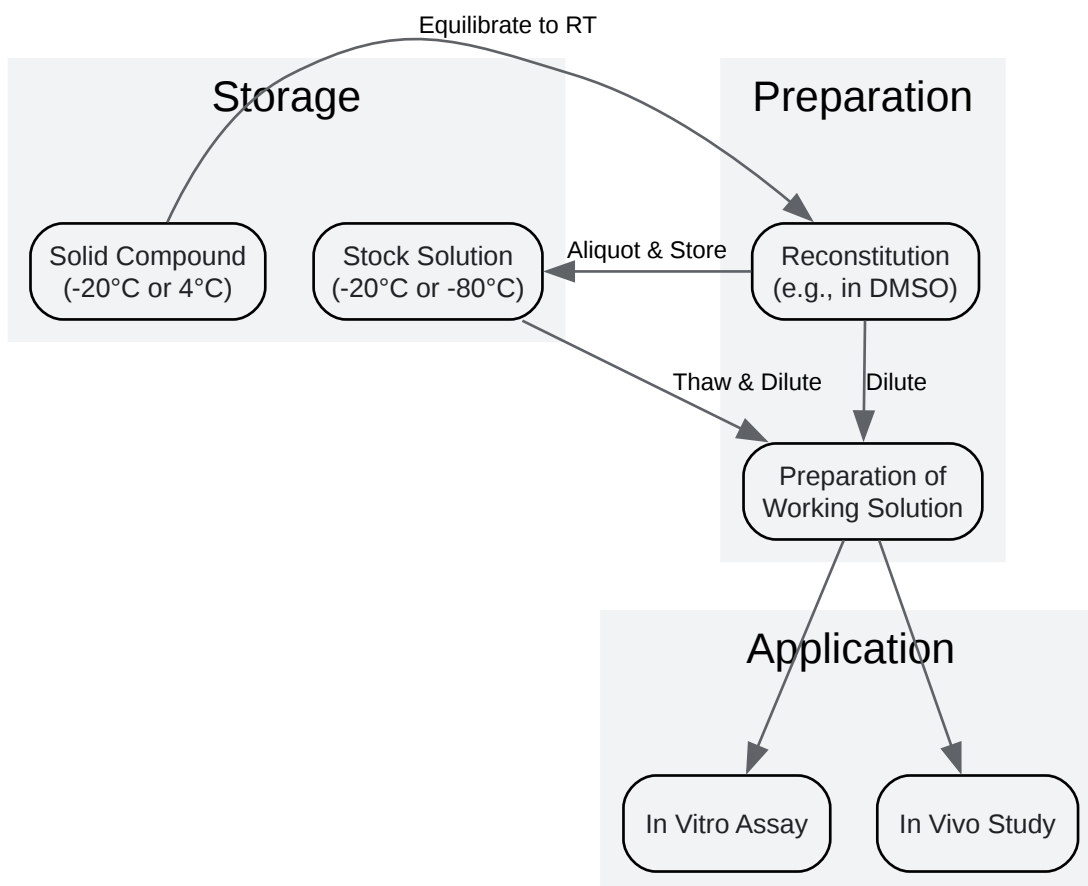 Equilibrate to RT
Storage
Preparation
Solid Compound
(-20°C or 4°C)
Stock Solution
(-20°C or -80°C)
Aliquot & Store
Reconstitution
(e.g., in DMSO)
Thaw & Dilute
Dilute
Preparation of
Working Solution
Application
In Vitro Assay
In Vivo Study